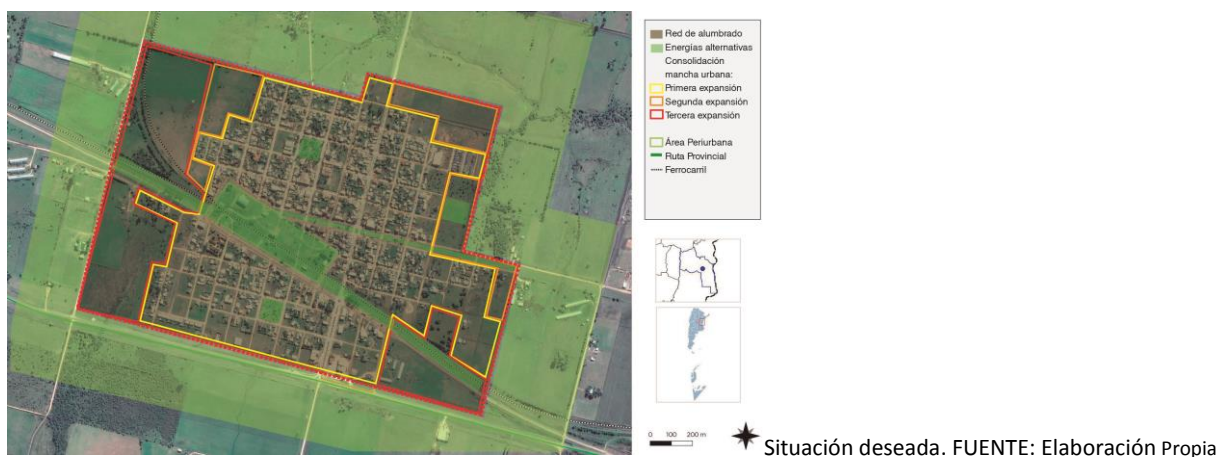 Red de alumbrado
Energías alternativas
Consolidación
mancha urbana:
Primera expansión
Segunda expansión
Tercera expansión
Área Periurbana
Ruta Provincial
Ferrocarril
0 100 200 m
Situación deseada. FUENTE: Elaboración Propia